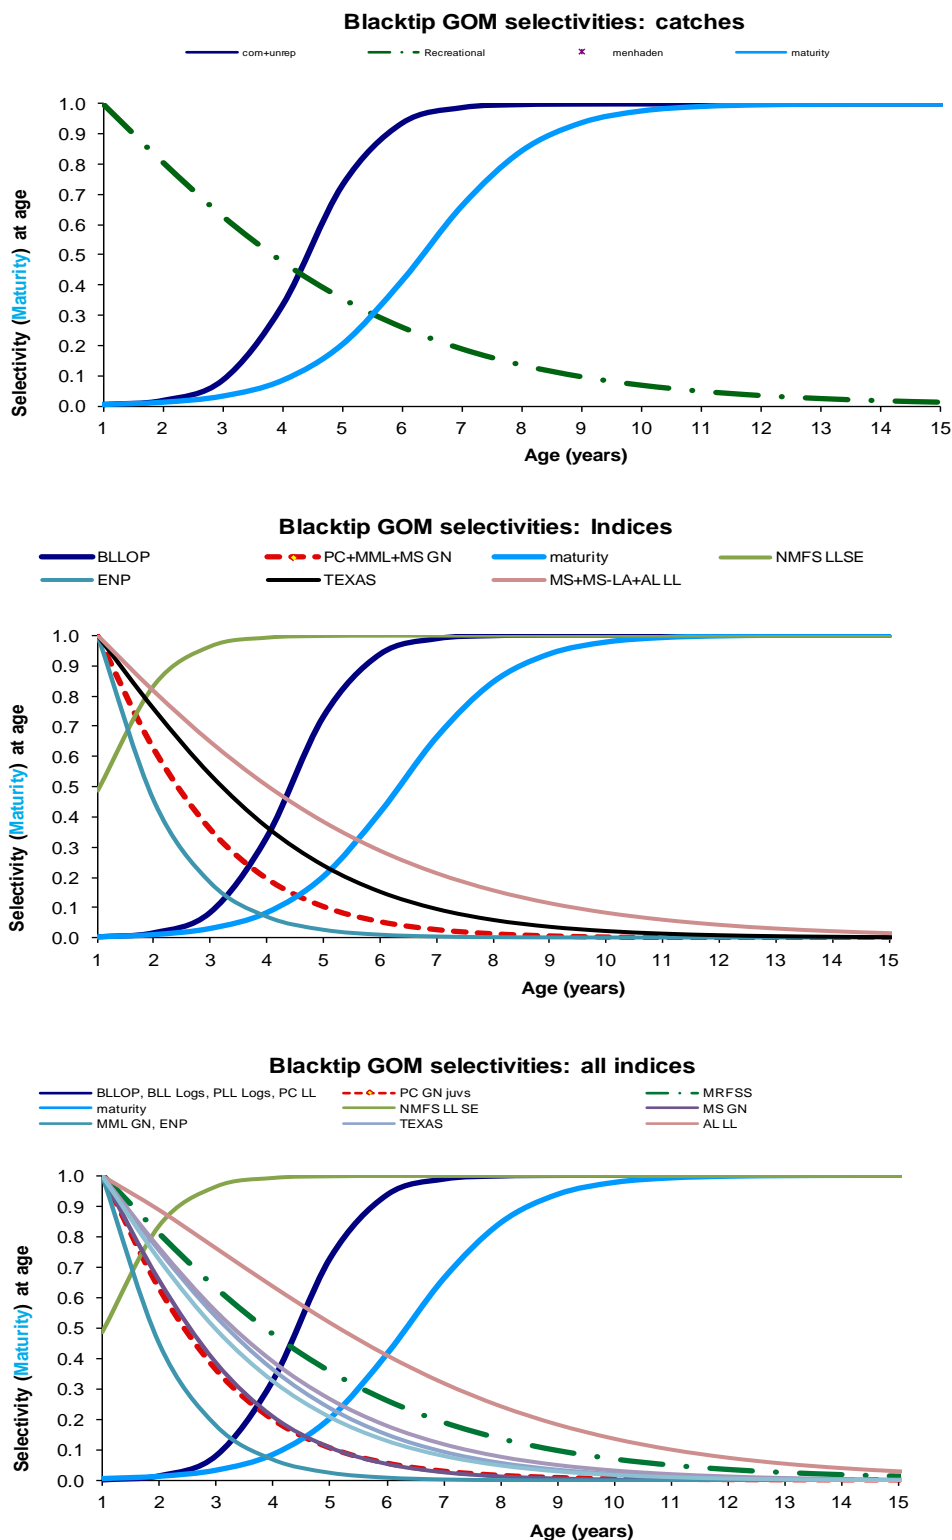 Blacktip GOM selectivities: catches
com+unrep Recreational menhaden maturity
Selectivity (Maturity) at age
1.0
0.9
0.8
0.7
0.6
0.5
0.4
0.3
0.2
0.1
0.0
1 2 3 4 5 6 7 8 9 10 11 12 13 14 15
Age (years)
Blacktip GOM selectivities: Indices
BLLOP PC+MML+MS GN maturity NMFS LLSE
ENP TEXAS MS+MS-LA+AL LL
Selectivity (Maturity) at age
1.0
0.9
0.8
0.7
0.6
0.5
0.4
0.3
0.2
0.1
0.0
1 2 3 4 5 6 7 8 9 10 11 12 13 14 15
Age (years)
Blacktip GOM selectivities: all indices
BLLOP, BLL Logs, PLL Logs, PC LL PC GN juvs MRFSS
maturity NMFS LL SE MS GN
MML GN, ENP TEXAS AL LL
Selectivity (Maturity) at age
1.0
0.9
0.8
0.7
0.6
0.5
0.4
0.3
0.2
0.1
0.0
1 2 3 4 5 6 7 8 9 10 11 12 13 14 15
Age (years)